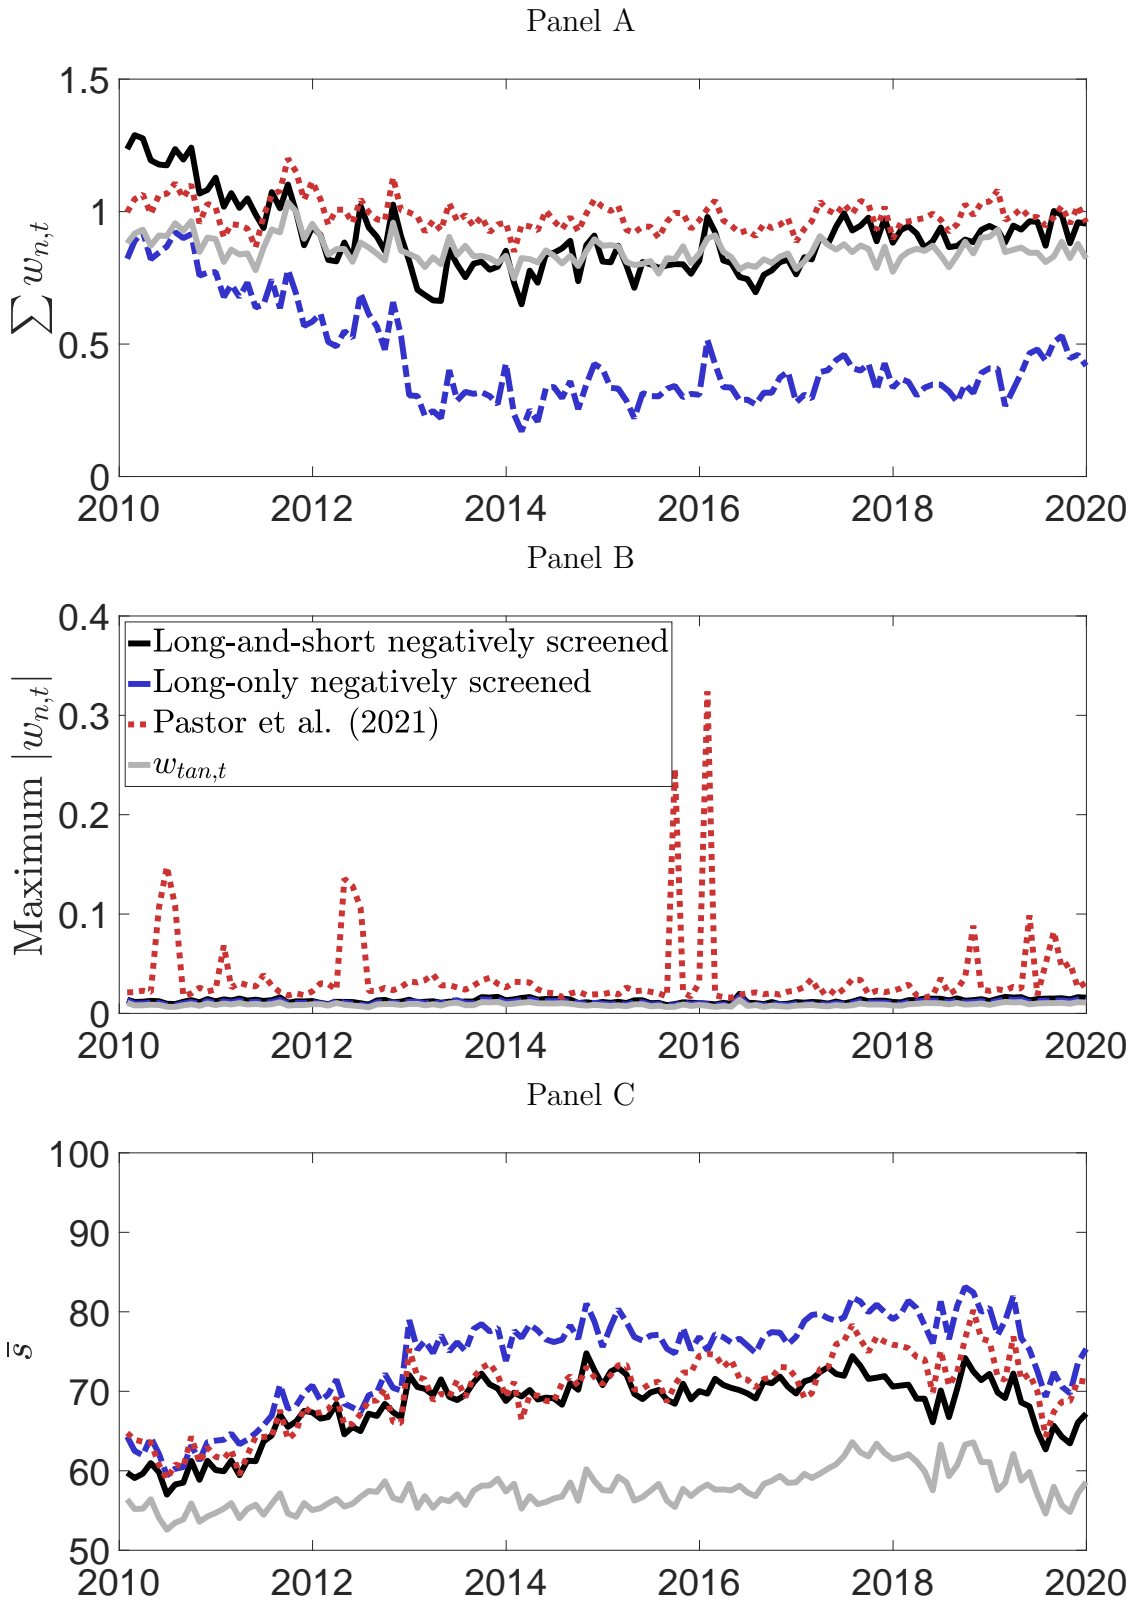 Panel A
∑ w_{n,t}
1.5
1
0.5
0
2010 2012 2014 2016 2018 2020
Panel B
Maximum |w_{n,t}|
0.4
0.3
0.2
0.1
0
Long-and-short negatively screened
Long-only negatively screened
Pastor et al. (2021)
w_{tan,t}
2010 2012 2014 2016 2018 2020
Panel C
s̄
100
90
80
70
60
50
2010 2012 2014 2016 2018 2020